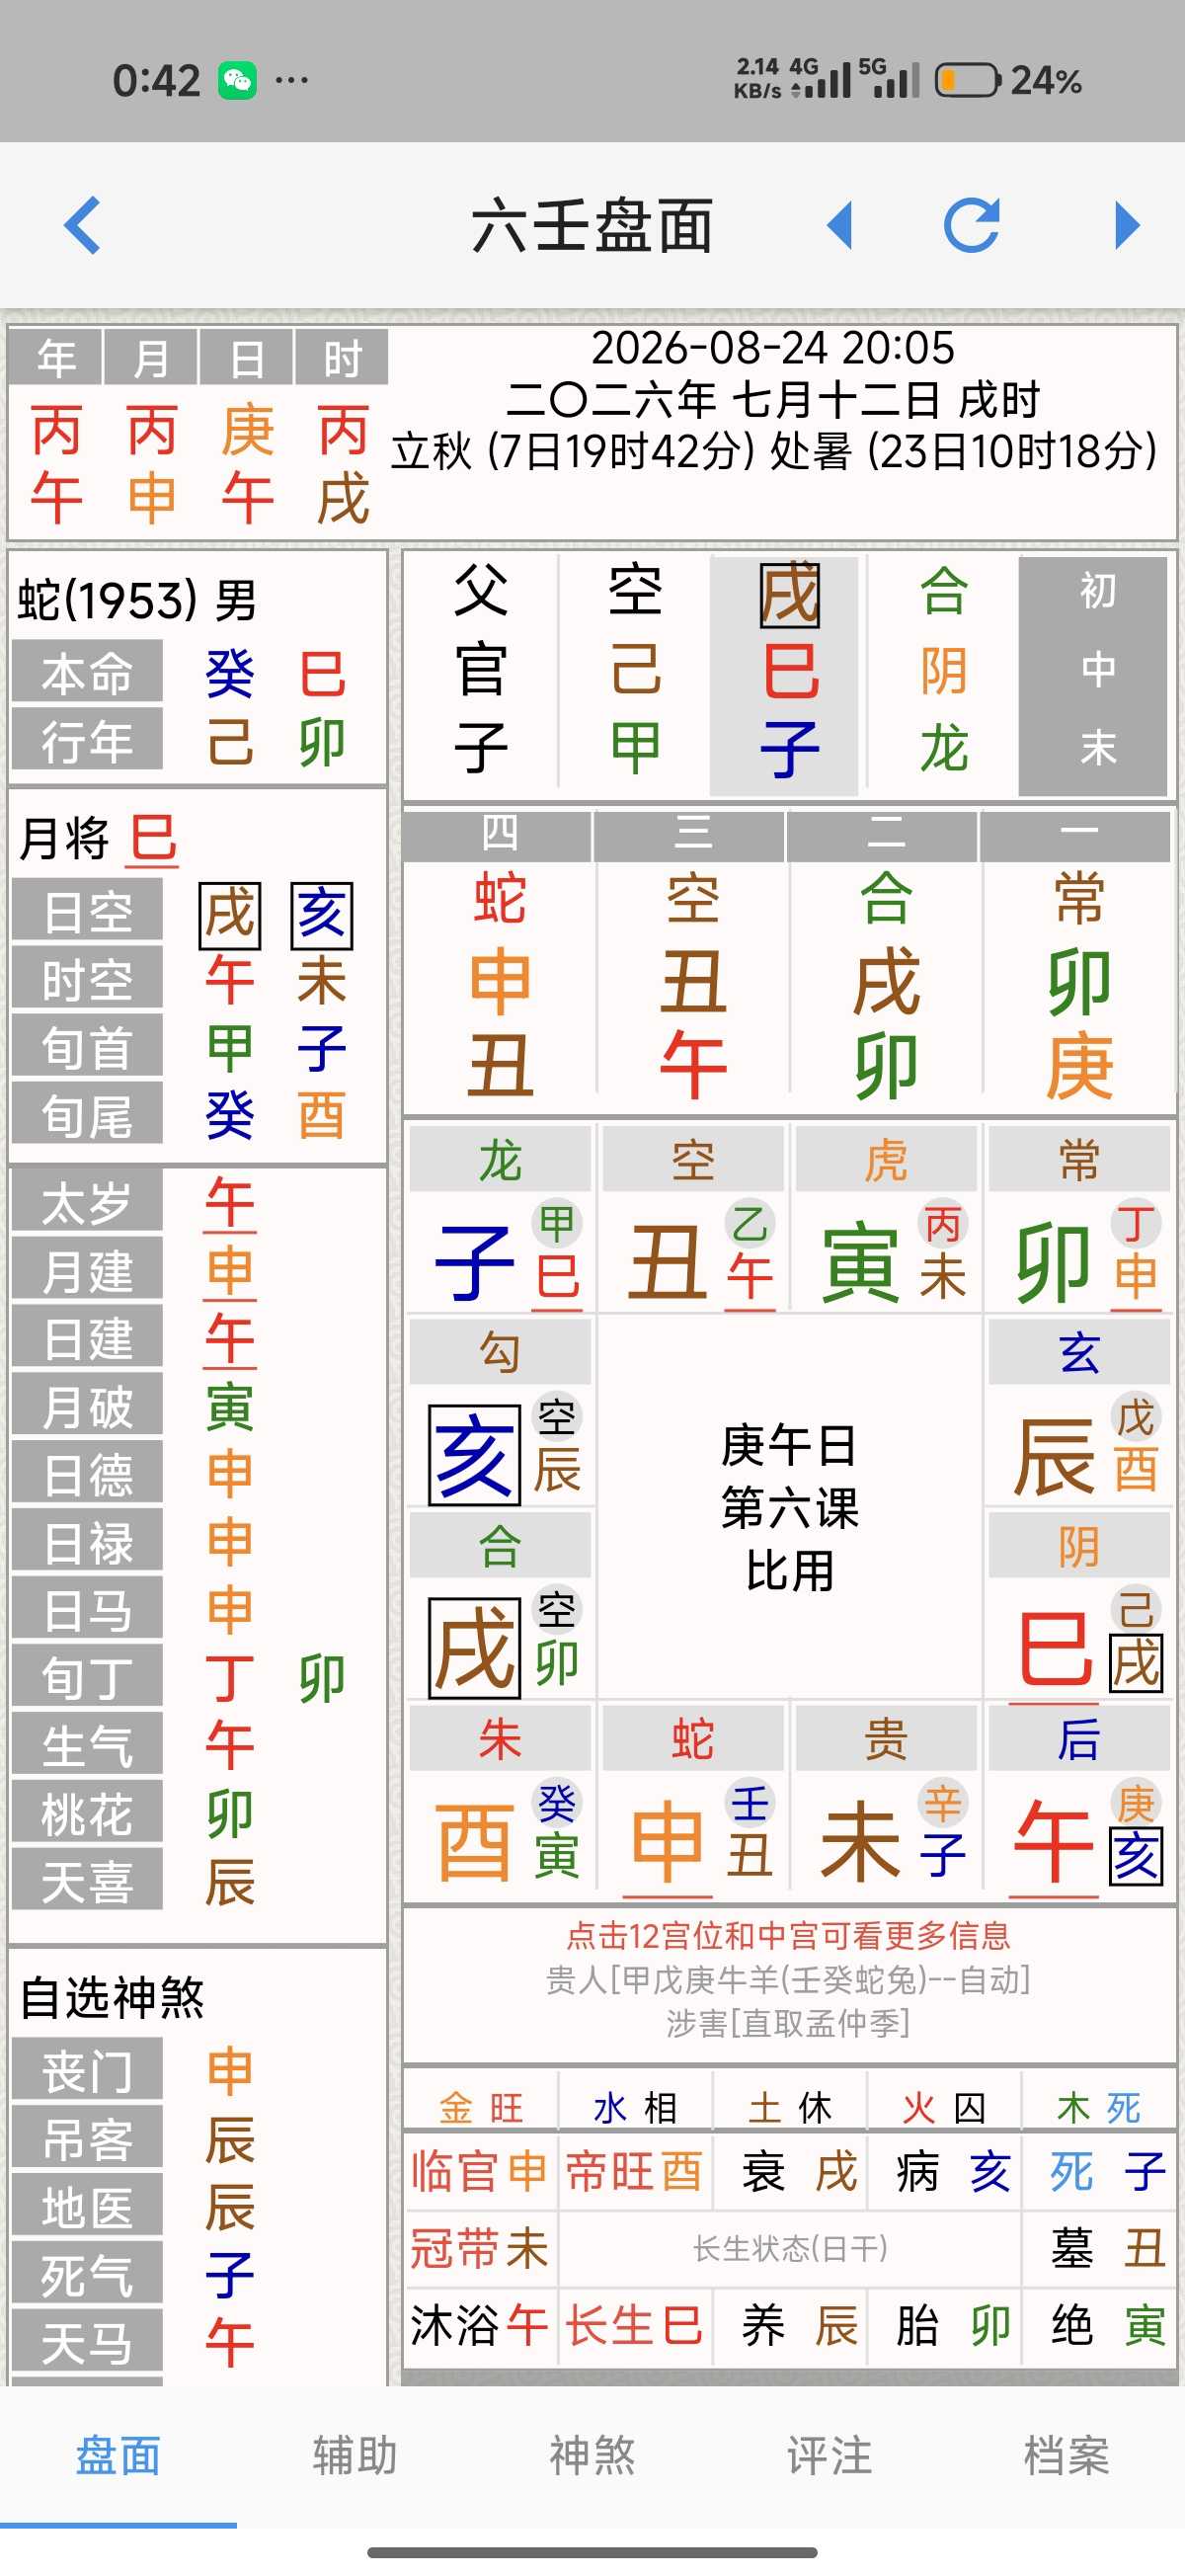 0:42 ··· 2.14 KB/s 4G 5G 24%
六壬盘面
年 月 日 时
丙 丙 庚 丙
午 申 午 戌
2026-08-24 20:05
二〇二六年 七月十二日 戌时
立秋 (7日19时42分) 处暑 (23日10时18分)
蛇(1953) 男
本命 癸 巳
行年 己 卯
月将 巳
日空 戌 亥
时空 午 未
旬首 甲 子
旬尾 癸 酉
太岁 午
月建 申
日建 午
月破 寅
日德 申
日禄 申
日马 申
旬丁 丁 卯
生气 午
桃花 卯
天喜 辰
自选神煞
丧门 申
吊客 辰
地医 辰
死气 子
天马 午
父 空 戌 合 初
官 己 巳 阴 中
子 甲 子 龙 末
四 三 二 一
蛇 空 合 常
申 丑 戌 卯
丑 午 卯 庚
龙 空 虎 常
子 甲 巳 丑 乙 午 寅 丙 未 卯 丁 申
勾 玄
亥 空 辰 辰 戊 酉
合 阴
戌 空 卯 巳 己 戌
庚午日
第六课
比用
朱 蛇 贵 后
酉 癸 寅 申 壬 丑 未 辛 子 午 庚 亥
点击12宫位和中宫可看更多信息
贵人[甲戊庚牛羊(壬癸蛇兔)--自动]
涉害[直取孟仲季]
金 旺 水 相 土 休 火 囚 木 死
临官 申 帝旺 酉 衰 戌 病 亥 死 子
冠带 未 长生状态(日干) 墓 丑
沐浴 午 长生 巳 养 辰 胎 卯 绝 寅
盘面 辅助 神煞 评注 档案